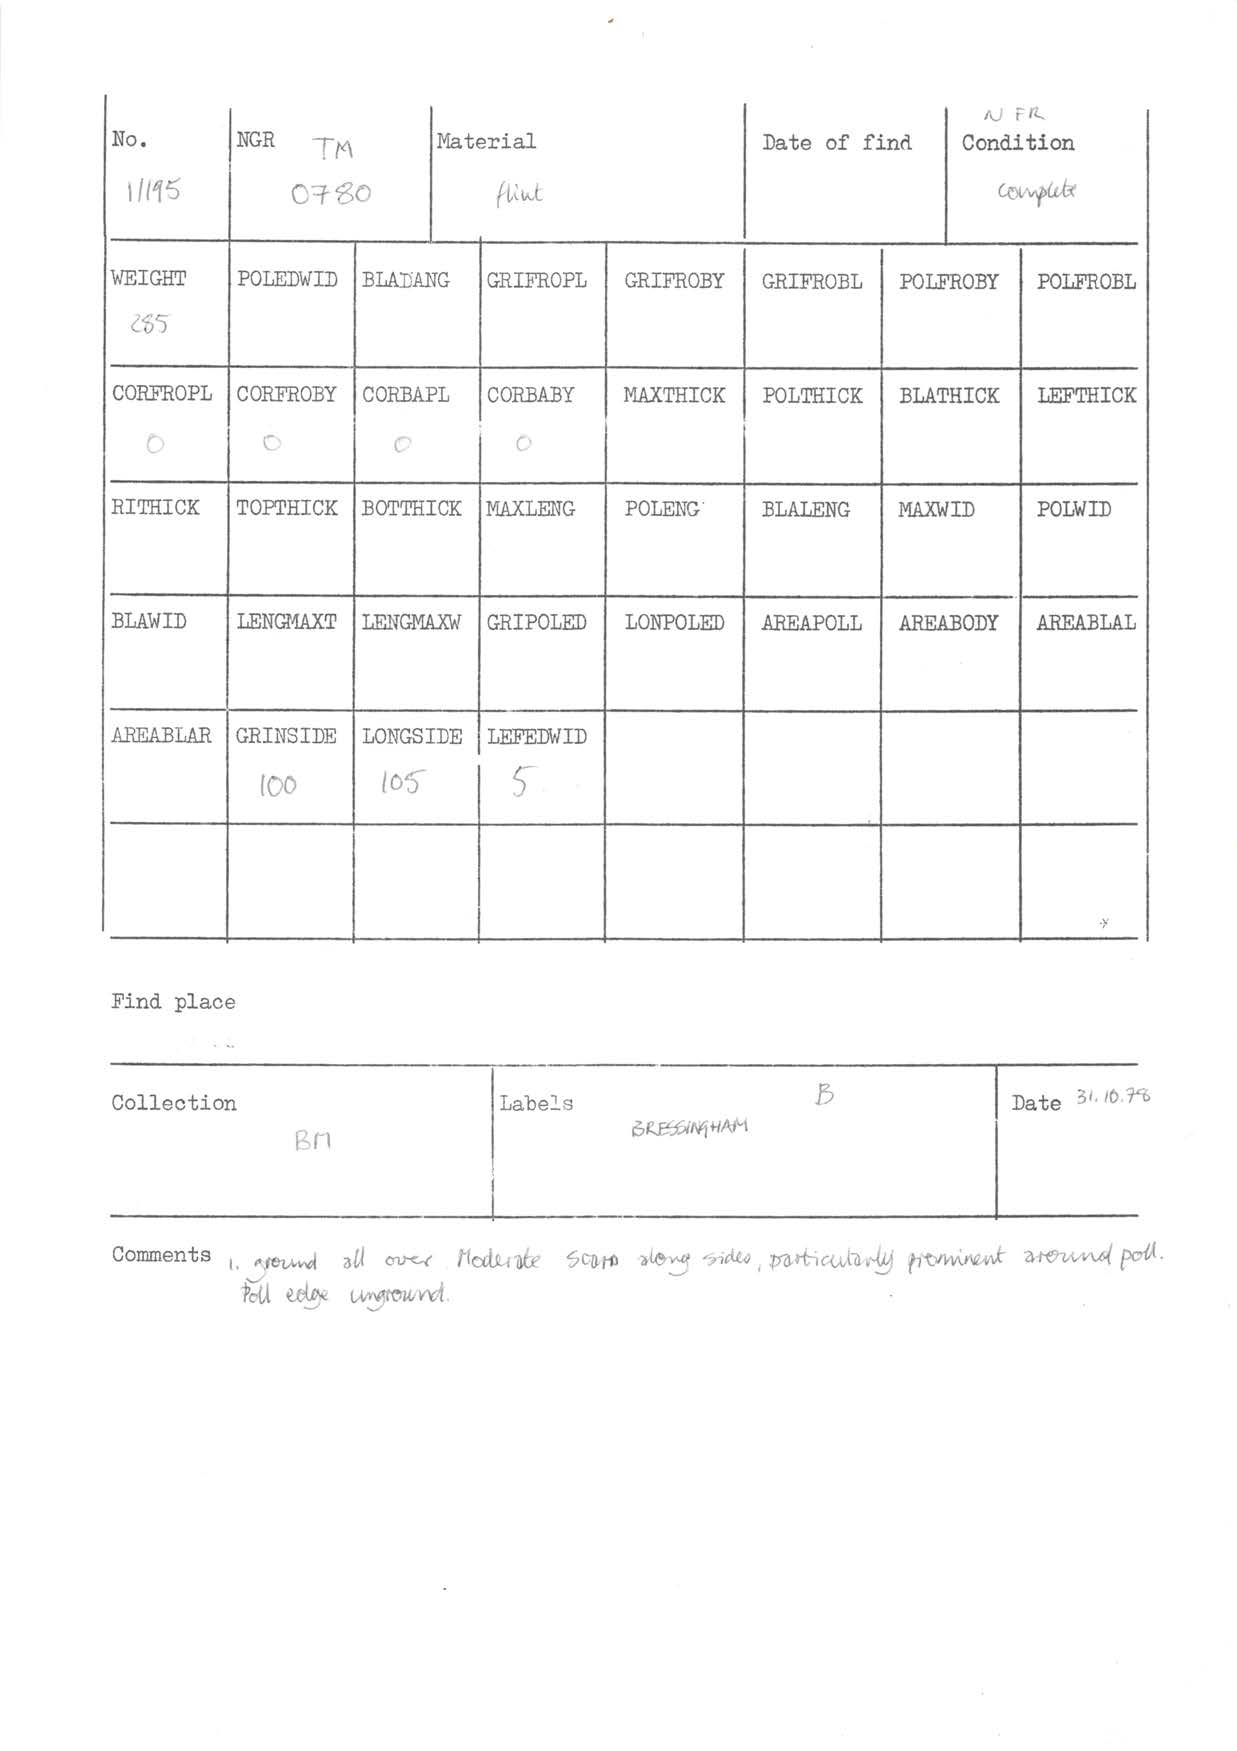 N FR
No. NGR TM Material Date of find Condition
1/195 0780 flint complete
WEIGHT POLEDWID BLADANG GRIFROPL GRIFROBY GRIFROBL POLFROBY POLFROBL
285
CORFROPL CORFROBY CORBAPL CORBABY MAXTHICK POLTHICK BLATHICK LEFTHICK
0 0 0 0
RITHICK TOPTHICK BOTTHICK MAXLENG POLENG BLALENG MAXWID POLWID
BLAWID LENGMAXT LENGMAXW GRIPOLED LONPOLED AREAPOLL AREABODY AREABLAL
AREABLAR GRINSIDE LONGSIDE LEFEDWID
100 105 5
Find place
Collection Labels B Date 31.10.78
BM BRESSINGHAM
Comments 1. ground all over Moderate scars along sides, particularly prominent around poll.
Poll edge unground.